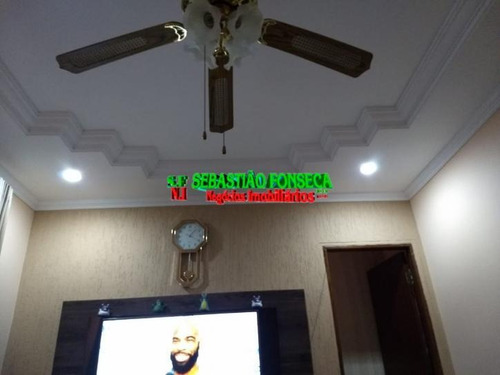 SEBASTIÃO FONSECA
Negócios Imobiliários